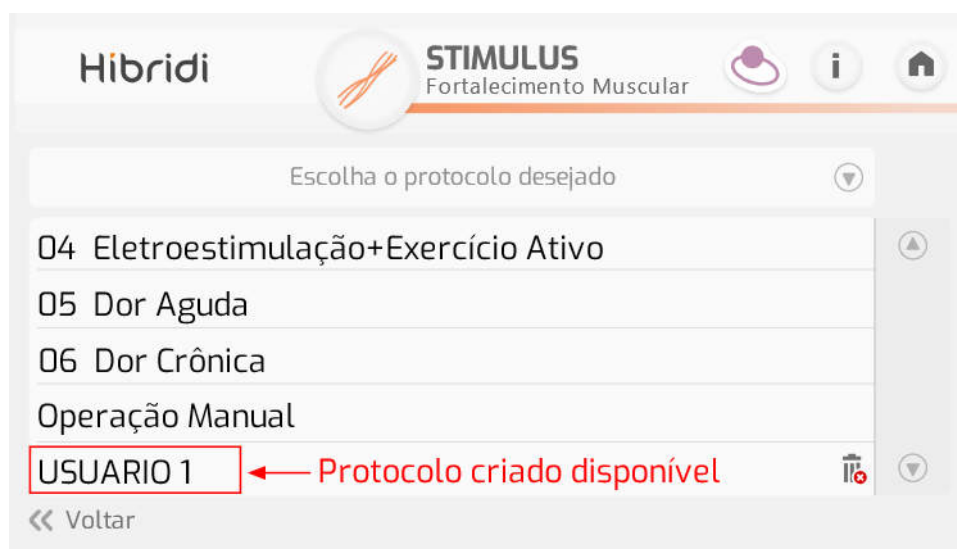 Hibridi
STIMULUS
Fortalecimento Muscular
i
Escolha o protocolo desejado
04 Eletroestimulação+Exercício Ativo
05 Dor Aguda
06 Dor Crônica
Operação Manual
USUARIO 1 Protocolo criado disponível
Voltar